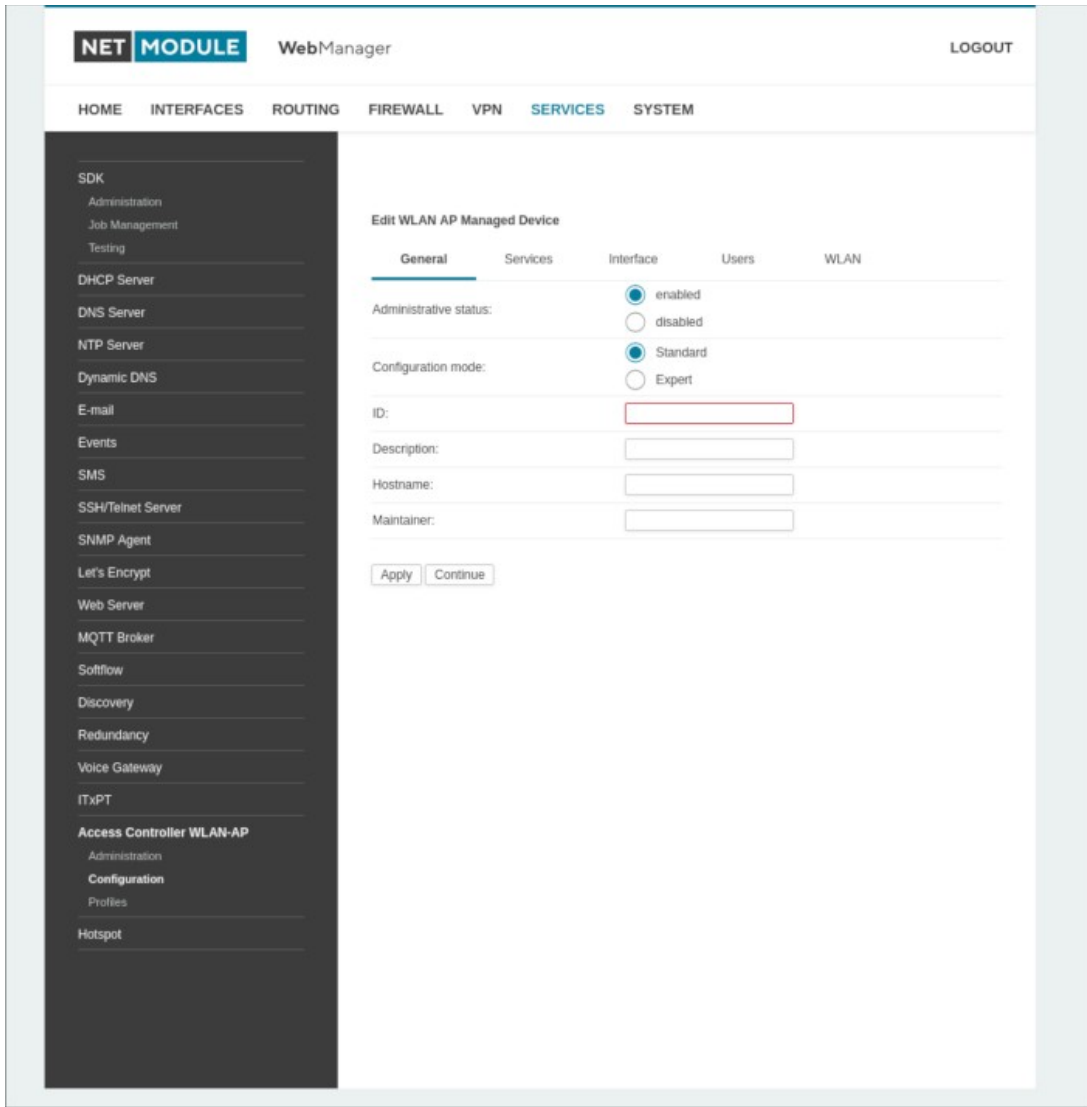 NET MODULE WebManager LOGOUT
HOME INTERFACES ROUTING FIREWALL VPN SERVICES SYSTEM
SDK
Administration
Job Management
Testing
DHCP Server
DNS Server
NTP Server
Dynamic DNS
E-mail
Events
SMS
SSH/Telnet Server
SNMP Agent
Let's Encrypt
Web Server
MQTT Broker
Softflow
Discovery
Redundancy
Voice Gateway
ITxPT
Access Controller WLAN-AP
Administration
Configuration
Profiles
Hotspot
Edit WLAN AP Managed Device
General Services Interface Users WLAN
Administrative status:
enabled
disabled
Configuration mode:
Standard
Expert
ID:
Description:
Hostname:
Maintainer:
Apply Continue